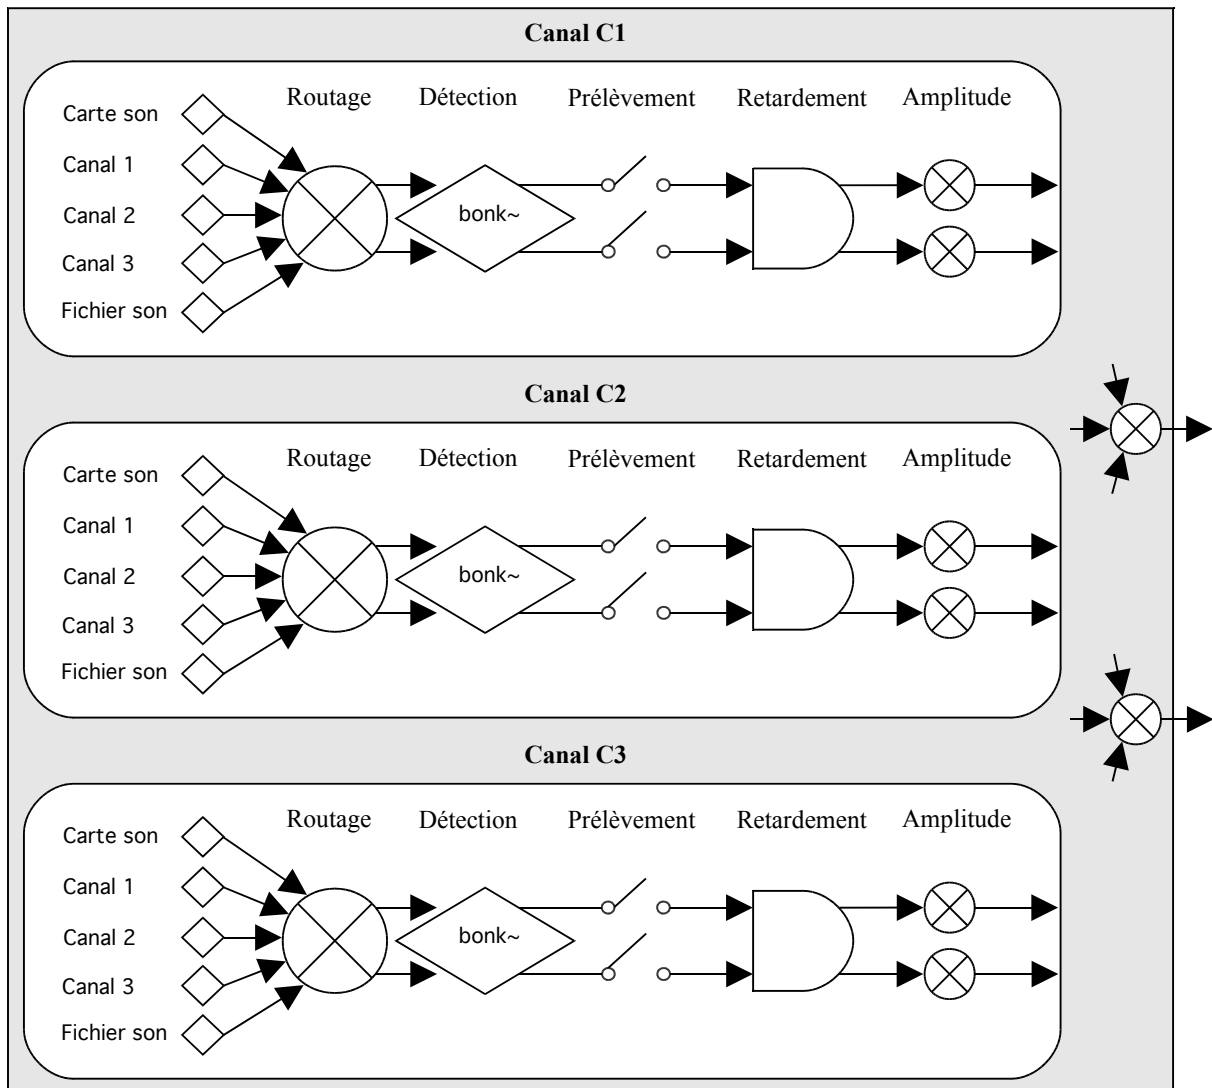 Canal C1
Routage Détection Prélèvement Retardement Amplitude
Carte son
Canal 1
Canal 2
bonk~
Canal 3
Fichier son
Canal C2
Routage Détection Prélèvement Retardement Amplitude
Carte son
Canal 1
Canal 2
bonk~
Canal 3
Fichier son
Canal C3
Routage Détection Prélèvement Retardement Amplitude
Carte son
Canal 1
Canal 2
bonk~
Canal 3
Fichier son